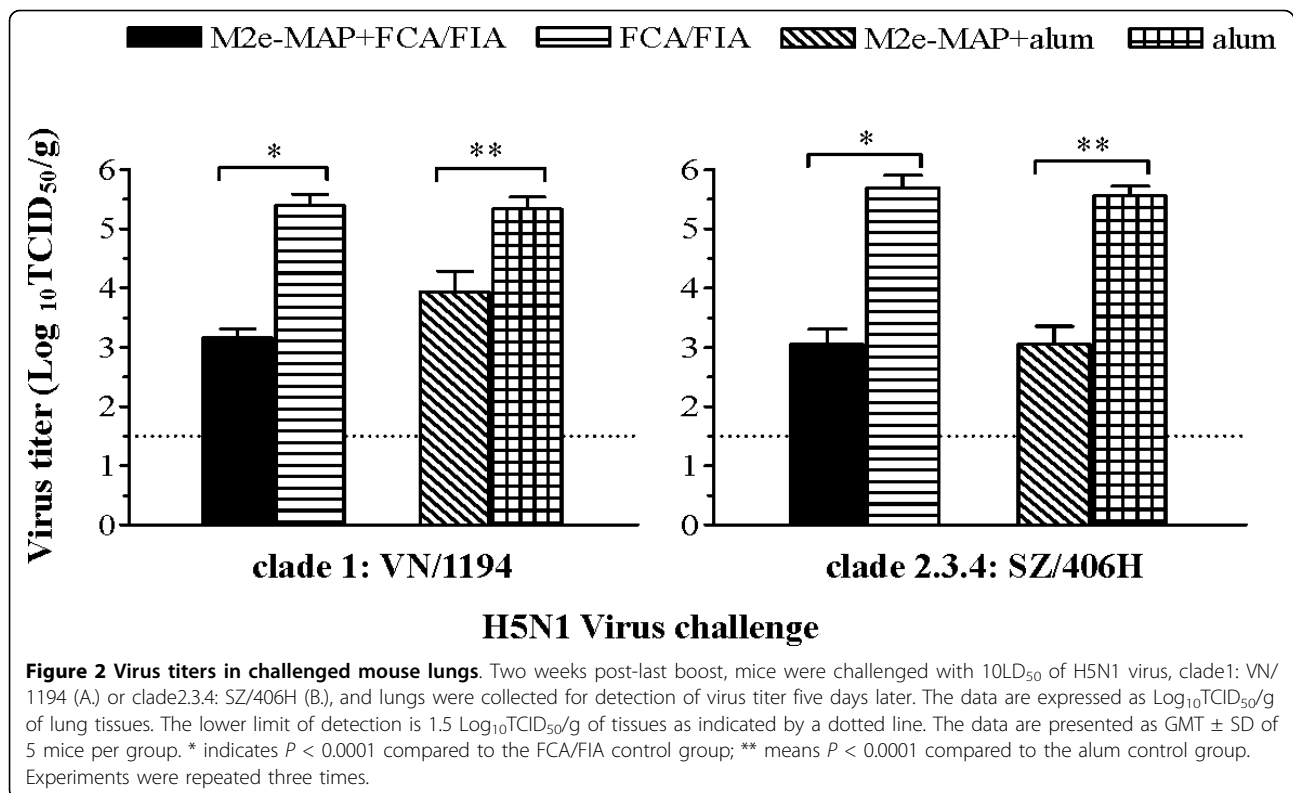 M2e-MAP+FCA/FIA FCA/FIA M2e-MAP+alum alum
Virus titer (Log 10TCID50/g)
6
5
4
3
2
1
0
* **
clade 1: VN/1194
6
5
4
3
2
1
0
* **
clade 2.3.4: SZ/406H
H5N1 Virus challenge
Figure 2 Virus titers in challenged mouse lungs. Two weeks post-last boost, mice were challenged with 10LD50 of H5N1 virus, clade1: VN/
1194 (A.) or clade2.3.4: SZ/406H (B.), and lungs were collected for detection of virus titer five days later. The data are expressed as Log10TCID50/g
of lung tissues. The lower limit of detection is 1.5 Log10TCID50/g of tissues as indicated by a dotted line. The data are presented as GMT ± SD of
5 mice per group. * indicates P < 0.0001 compared to the FCA/FIA control group; ** means P < 0.0001 compared to the alum control group.
Experiments were repeated three times.